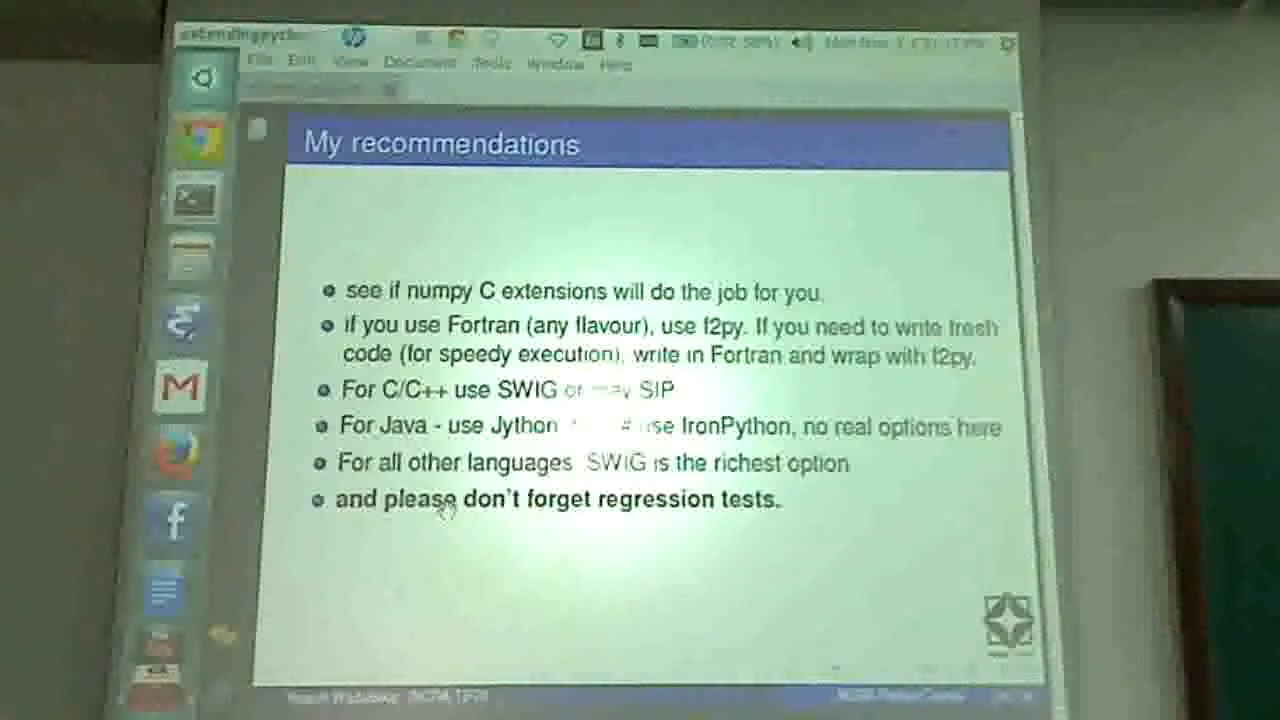 extendingpytho
File Edit View Document Tools Window Help
My recommendations
see if numpy C extensions will do the job for you.
if you use Fortran (any flavour), use f2py. If you need to write fresh
code (for speedy execution), write in Fortran and wrap with f2py.
For C/C++ use SWIG or may SIP
For Java - use Jython use IronPython, no real options here
For all other languages SWIG is the richest option
and please don't forget regression tests.